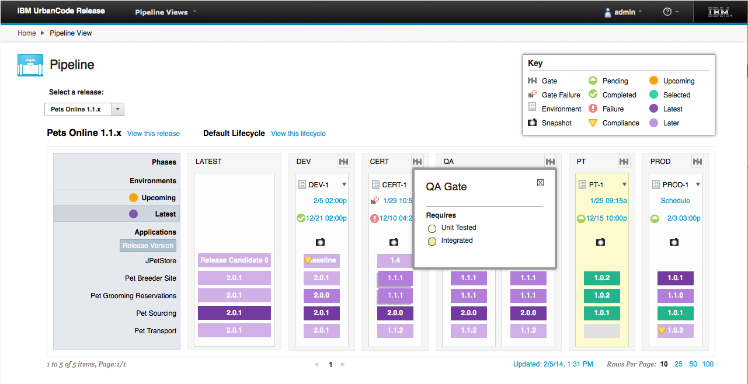 IBM UrbanCode Release Pipeline Views admin IBM
Home Pipeline View
Pipeline
Select a release:
Pets Online 1.1.x
Key
Gate Pending Upcoming
Gate Failure Completed Selected
Environment Failure Latest
Snapshot Compliance Later
Pets Online 1.1.x View this release Default Lifecycle View this lifecycle
Phases LATEST DEV CERT QA PT PROD
Environments DEV-1 CERT-1 PT-1 PROD-1
Upcoming 2/5 02:00p 1/29 10:5 1/29 09:15a Schedule
Latest 12/21 02:00p 12/10 04:2 12/15 10:00p 2/3 03:00p
Applications
Release Version
JPetStore Release Candidate 6 aseline 1.4
Pet Breeder Site 2.0.1 2.0.1 1.1.1 1.1.1 1.1.1 1.0.2 1.0.1
Pet Grooming Reservations 2.0.1 2.0.0 1.1.1 1.1.1 1.1.1 1.0.2 1.1.0
Pet Sourcing 2.0.1 2.0.1 2.0.0 2.0.0 2.0.0 1.0.1 1.0.1
Pet Transport 2.0.1 2.0.1 1.1.2 1.1.2 1.1.2 1.0.2
QA Gate
Requires
Unit Tested
Integrated
1 to 5 of 5 items, Page:1/1 1 Updated: 2/5/14, 1:31 PM Rows Per Page: 10 25 50 100